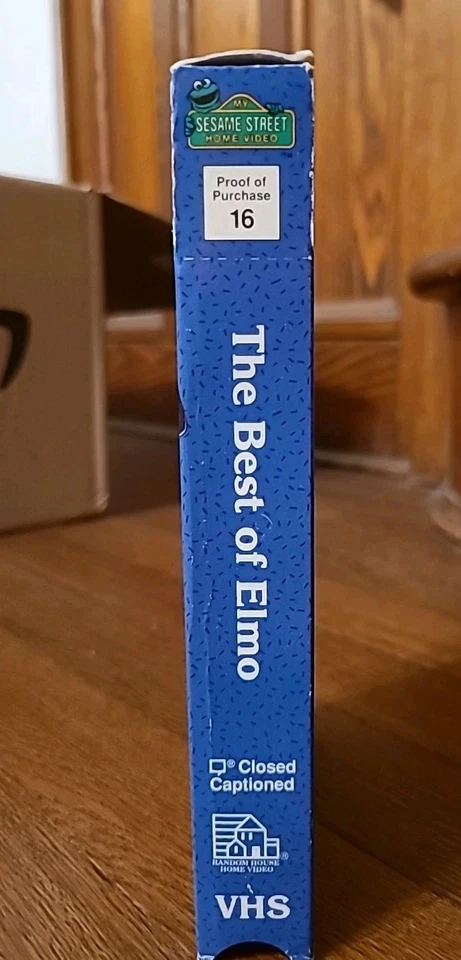 MY
SESAME STREET
HOME VIDEO
Proof of
Purchase
16
The Best of Elmo
® Closed
Captioned
RANDOM HOUSE ®
HOME VIDEO
VHS